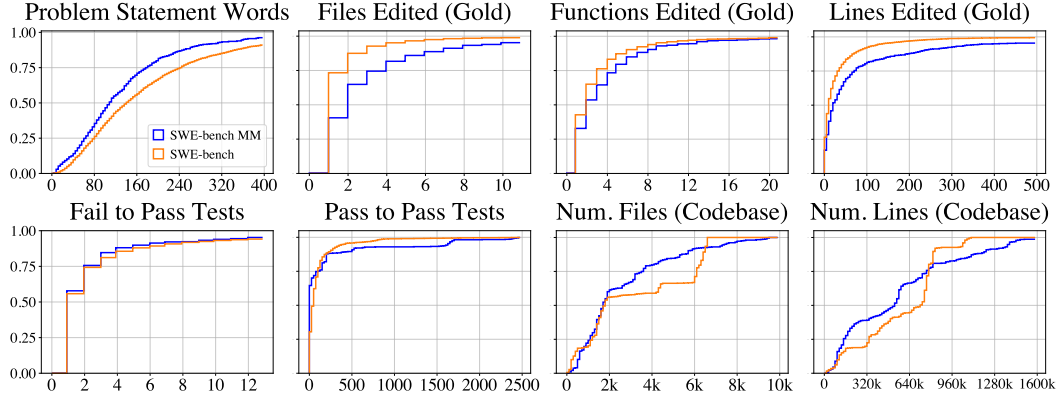 Problem Statement Words
Files Edited (Gold)
Functions Edited (Gold)
Lines Edited (Gold)
1.00
0.75
0.50
0.25
0.00
SWE-bench MM
SWE-bench
80 160 240 320 400
0 2 4 6 8 10
0 4 8 12 16 20
0 100 200 300 400 500
Fail to Pass Tests
Pass to Pass Tests
Num. Files (Codebase)
Num. Lines (Codebase)
1.00
0.75
0.50
0.25
0.00
0 2 4 6 8 10 12
0 500 1000 1500 2000 2500
0 2k 4k 6k 8k 10k
0 320k 640k 960k 1280k 1600k